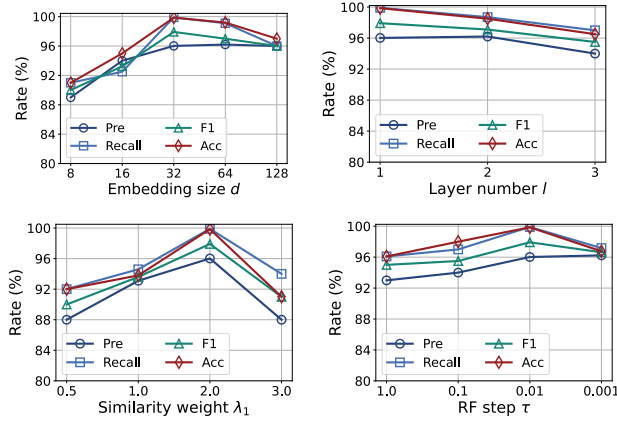 100
96
92
88
84
80
Rate (%)
Pre
Recall
F1
Acc
8
16
32
64
128
Embedding size d
100
96
92
88
84
80
Rate (%)
Pre
Recall
F1
Acc
1
2
3
Layer number l
100
96
92
88
84
80
Rate (%)
Pre
Recall
F1
Acc
0.5
1.0
2.0
3.0
Similarity weight λ₁
100
96
92
88
84
80
Rate (%)
Pre
Recall
F1
Acc
1.0
0.1
0.01
0.001
RF step τ